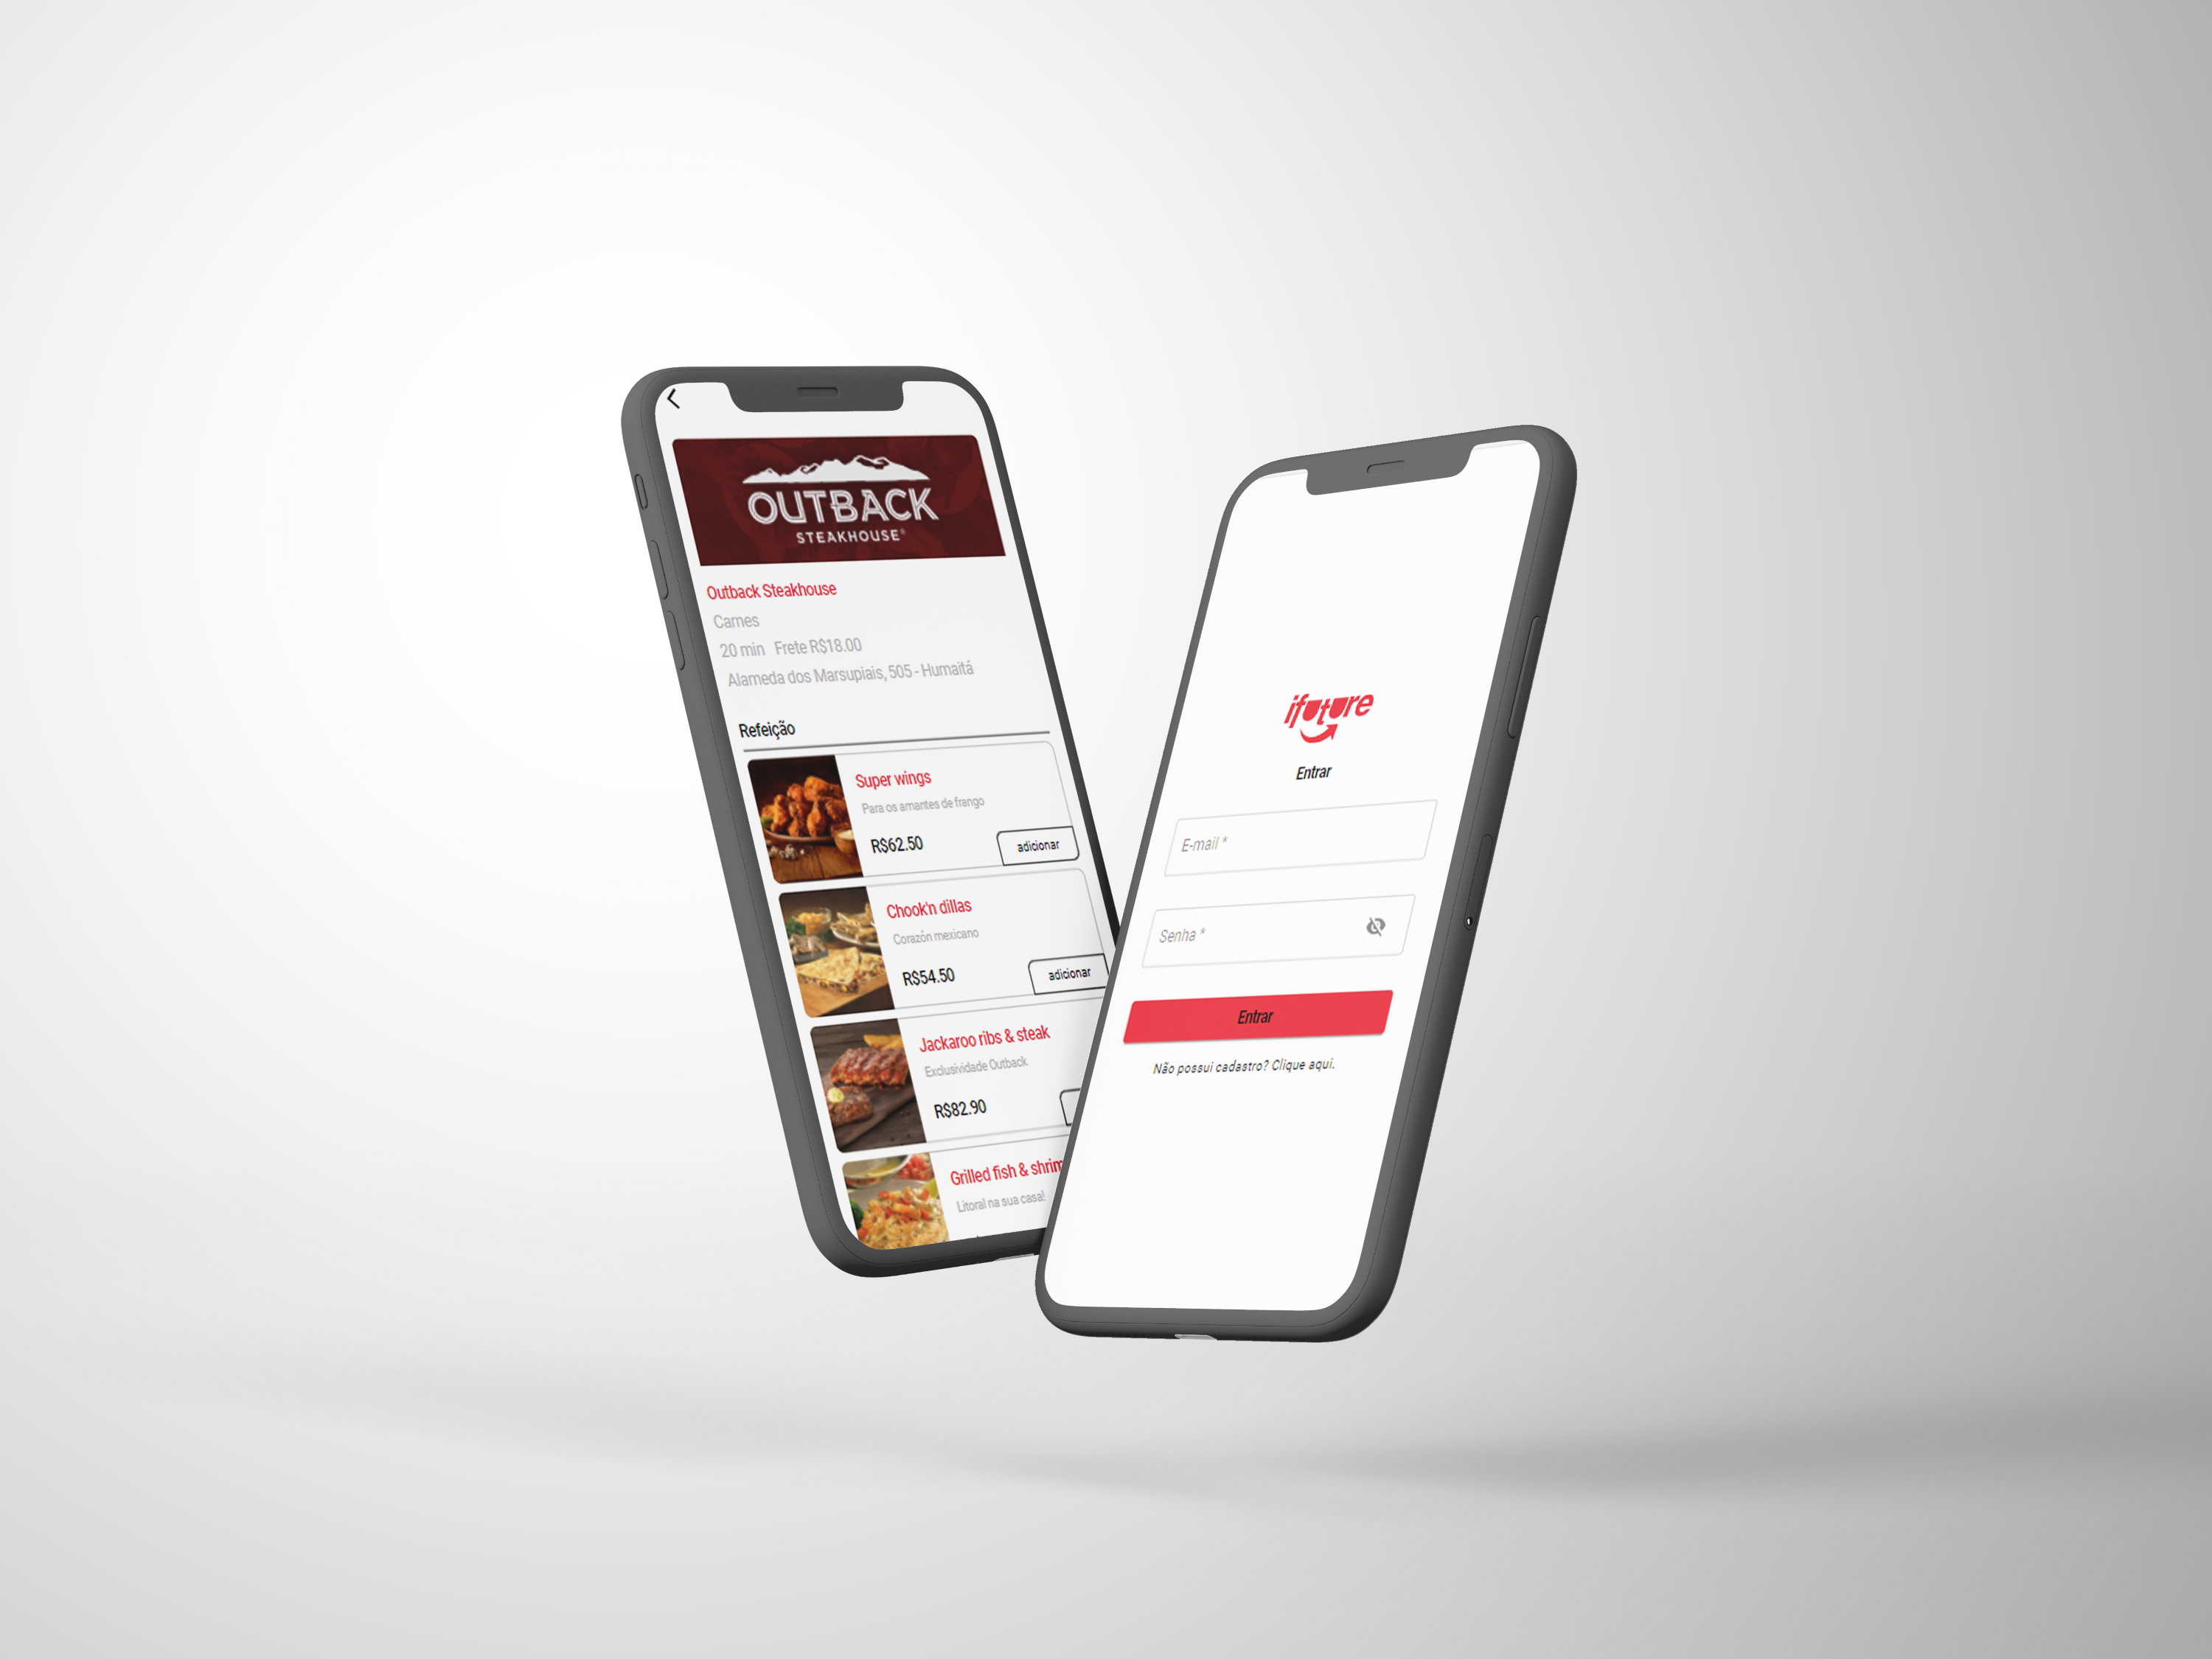 OUTBACK
STEAKHOUSE®
Outback Steakhouse
Carnes
20 min Frete R$18.00
Alameda dos Marsupiais, 505 - Humaitá
Refeição
Super wings
Para os amantes de frango
R$62.50
adicionar
Chook'n dillas
Corazón mexicano
R$54.50
adicionar
Jackaroo ribs & steak
Exclusividade Outback
R$82.90
Grilled fish & shrim
Litoral na sua casa!
ifuture
Entrar
E-mail *
Senha *
Entrar
Não possui cadastro? Clique aqui.